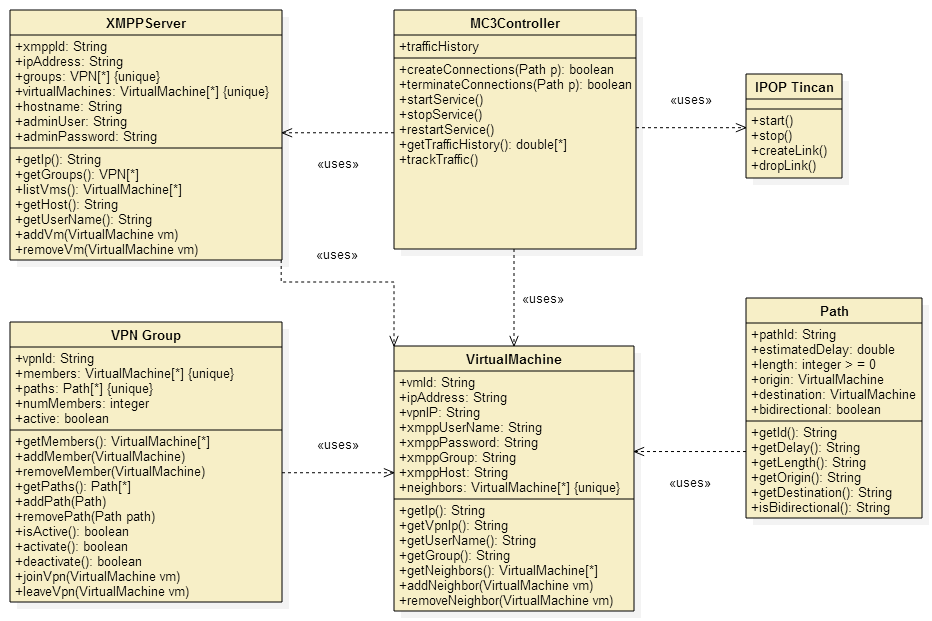 XMPPServer
+xmppId: String
+ipAddress: String
+groups: VPN[*] {unique}
+virtualMachines: VirtualMachine[*] {unique}
+hostname: String
+adminUser: String
+adminPassword: String
+getIp(): String
+getGroups(): VPN[*]
+listVms(): VirtualMachine[*]
+getHost(): String
+getUserName(): String
+addVm(VirtualMachine vm)
+removeVm(VirtualMachine vm)
«uses»
«uses»
MC3Controller
+trafficHistory
+createConnections(Path p): boolean
+terminateConnections(Path p): boolean
+startService()
+stopService()
+restartService()
+getTrafficHistory(): double[*]
+trackTraffic()
«uses»
«uses»
IPOP Tincan
+start()
+stop()
+createLink()
+dropLink()
VPN Group
+vpnId: String
+members: VirtualMachine[*] {unique}
+paths: Path[*] {unique}
+numMembers: integer
+active: boolean
+getMembers(): VirtualMachine[*]
+addMember(VirtualMachine)
+removeMember(VirtualMachine)
+getPaths(): Path[*]
+addPath(Path)
+removePath(Path path)
+isActive(): boolean
+activate(): boolean
+deactivate(): boolean
+joinVpn(VirtualMachine vm)
+leaveVpn(VirtualMachine vm)
«uses»
VirtualMachine
+vmId: String
+ipAddress: String
+vpnIP: String
+xmppUserName: String
+xmppPassword: String
+xmppGroup: String
+xmppHost: String
+neighbors: VirtualMachine[*] {unique}
+getIp(): String
+getVpnIp(): String
+getUserName(): String
+getGroup(): String
+getNeighbors(): VirtualMachine[*]
+addNeighbor(VirtualMachine vm)
+removeNeighbor(VirtualMachine vm)
«uses»
Path
+pathId: String
+estimatedDelay: double
+length: integer > = 0
+origin: VirtualMachine
+destination: VirtualMachine
+bidirectional: boolean
+getId(): String
+getDelay(): String
+getLength(): String
+getOrigin(): String
+getDestination(): String
+isBidirectional(): String